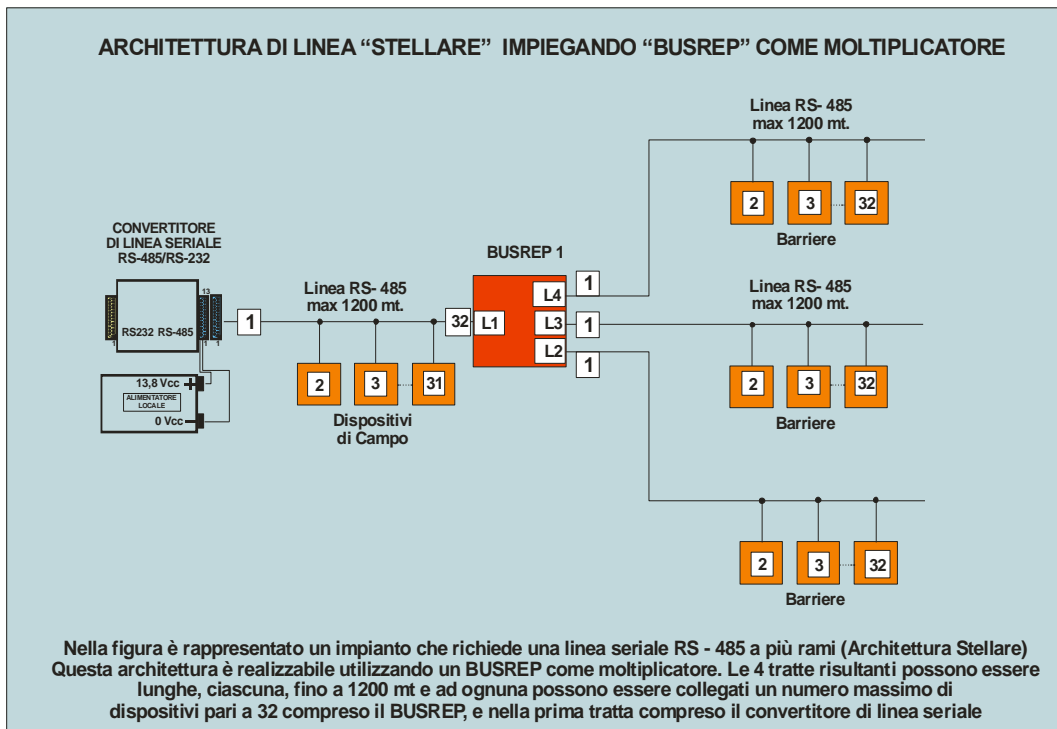 ARCHITETTURA DI LINEA “STELLARE” IMPIEGANDO “BUSREP” COME MOLTIPLICATORE
Linea RS- 485
max 1200 mt.
2
3
32
Barriere
CONVERTITORE
DI LINEA SERIALE
RS-485/RS-232
13
RS232 RS-485
1
1
1
13,8 Vcc +
ALIMENTATORE
LOCALE
0 Vcc −
1
Linea RS- 485
max 1200 mt.
2
3
31
Dispositivi
di Campo
BUSREP 1
32
L1
L4
L3
L2
1
1
1
Linea RS- 485
max 1200 mt.
2
3
32
Barriere
2
3
32
Barriere
Nella figura è rappresentato un impianto che richiede una linea seriale RS - 485 a più rami (Architettura Stellare)
Questa architettura è realizzabile utilizzando un BUSREP come moltiplicatore. Le 4 tratte risultanti possono essere
lunghe, ciascuna, fino a 1200 mt e ad ognuna possono essere collegati un numero massimo di
dispositivi pari a 32 compreso il BUSREP, e nella prima tratta compreso il convertitore di linea seriale